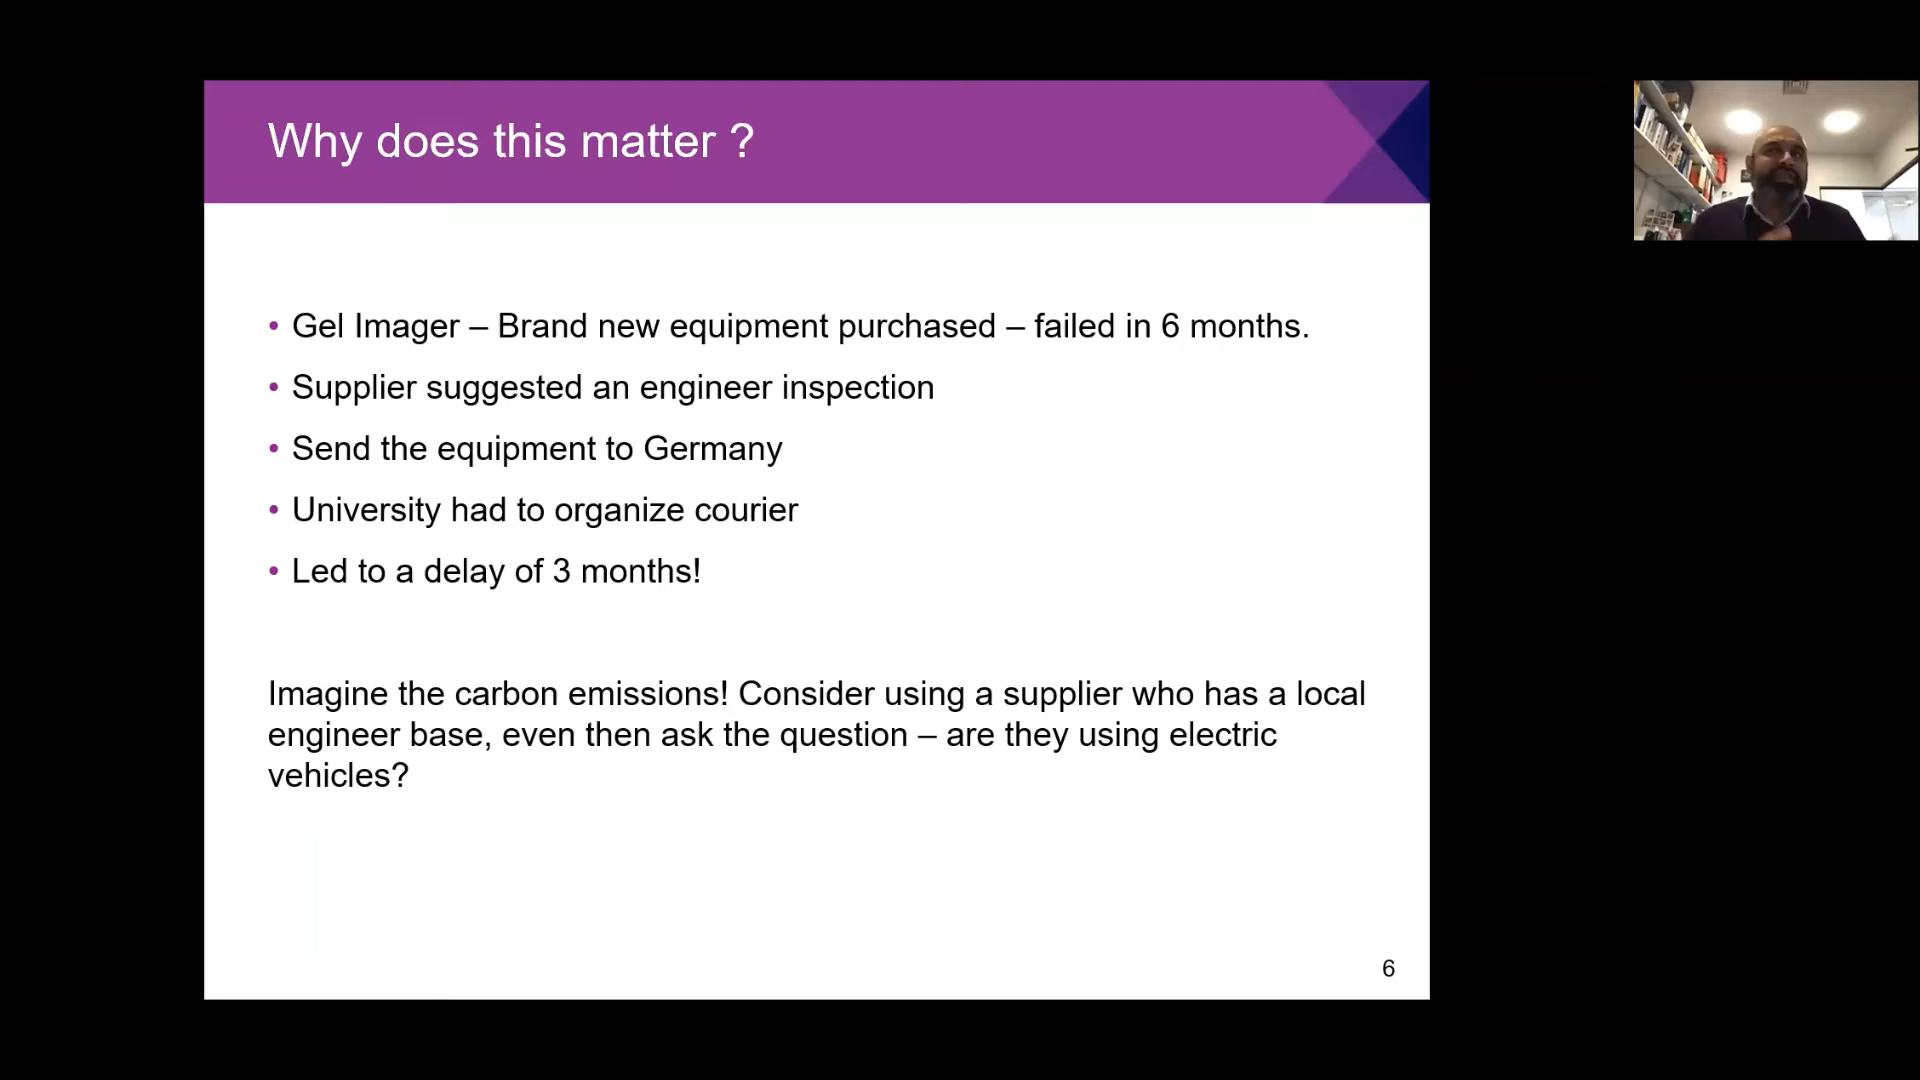 Why does this matter ?
• Gel Imager – Brand new equipment purchased – failed in 6 months.
• Supplier suggested an engineer inspection
• Send the equipment to Germany
• University had to organize courier
• Led to a delay of 3 months!
Imagine the carbon emissions! Consider using a supplier who has a local
engineer base, even then ask the question – are they using electric
vehicles?
6